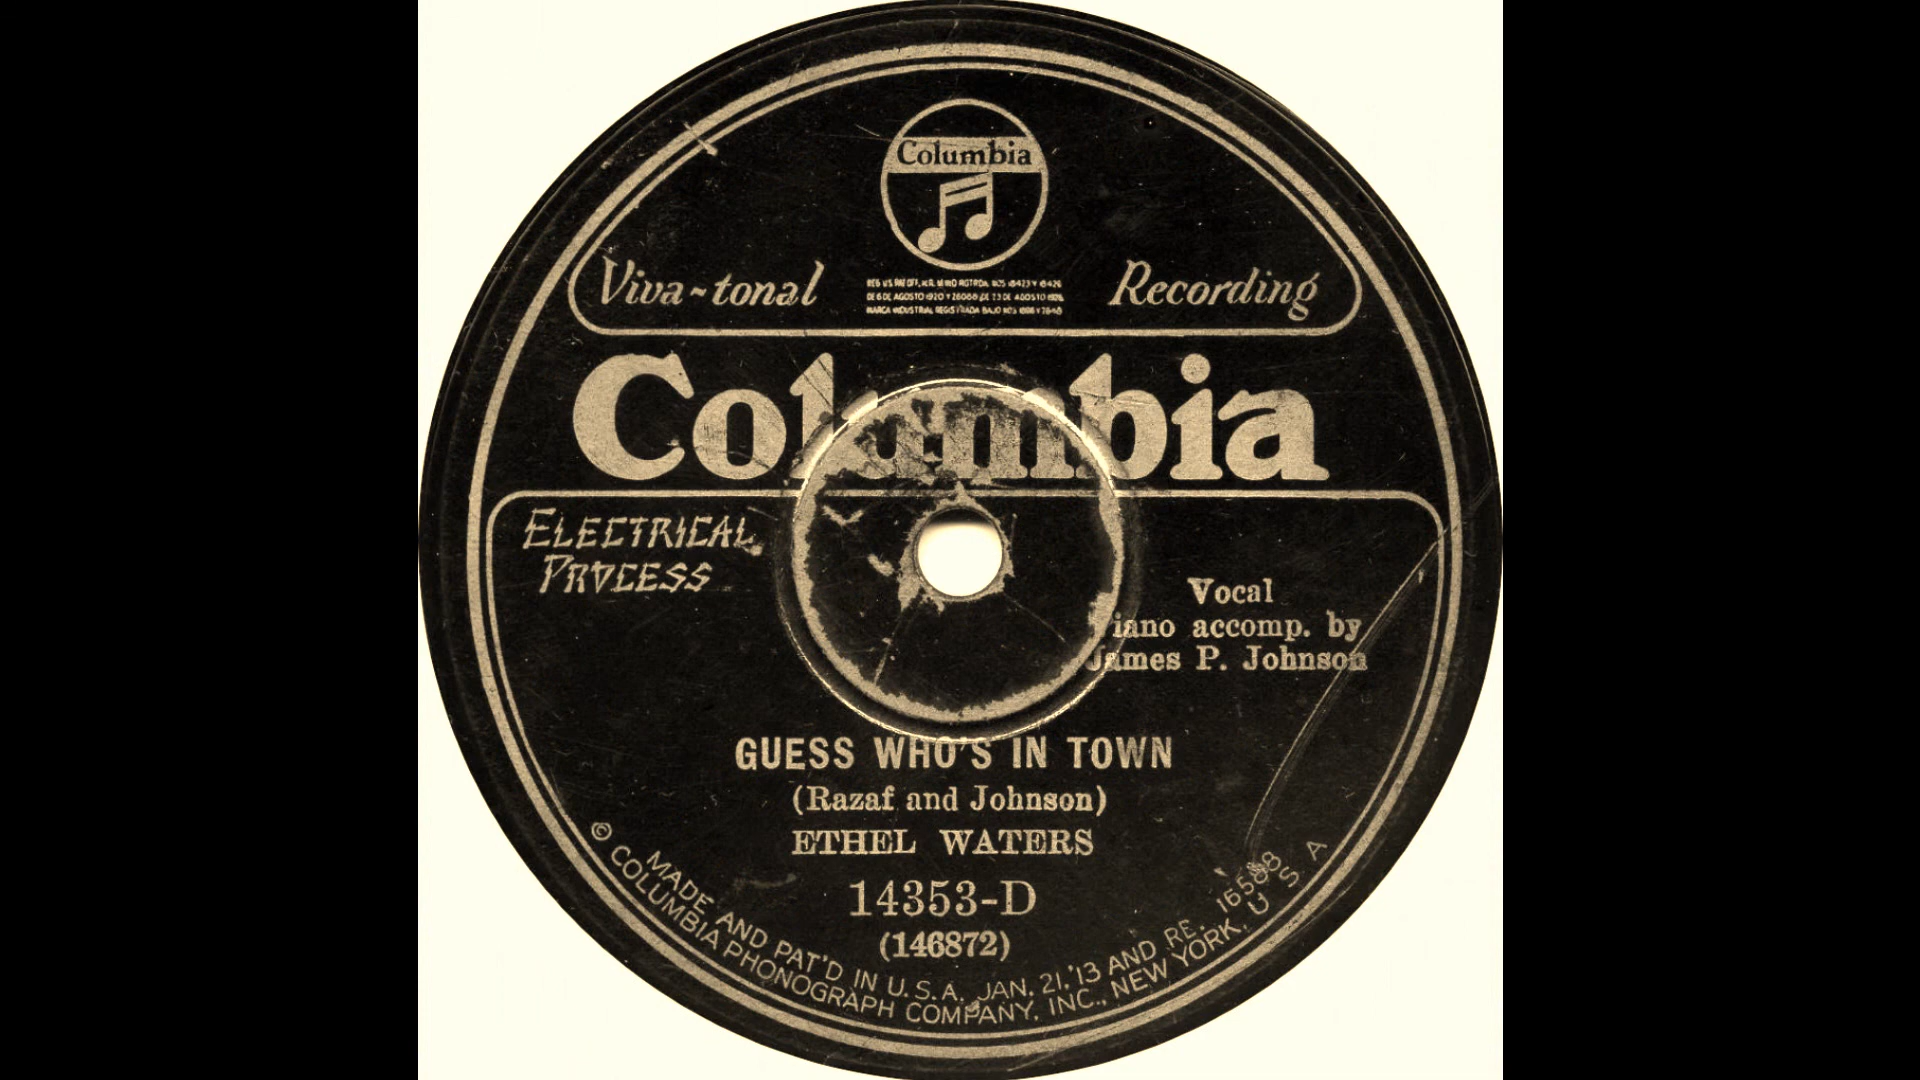 Columbia
Viva-tonal Recording
Columbia
ELECTRICAL
PROCESS
Vocal
Piano accomp. by
James P. Johnson
GUESS WHO'S IN TOWN
(Razaf and Johnson)
ETHEL WATERS
14353-D
(146872)
MADE AND PAT'D IN U.S.A. JAN. 21,'13 AND RE. 16588
© COLUMBIA PHONOGRAPH COMPANY, INC., NEW YORK, U S A